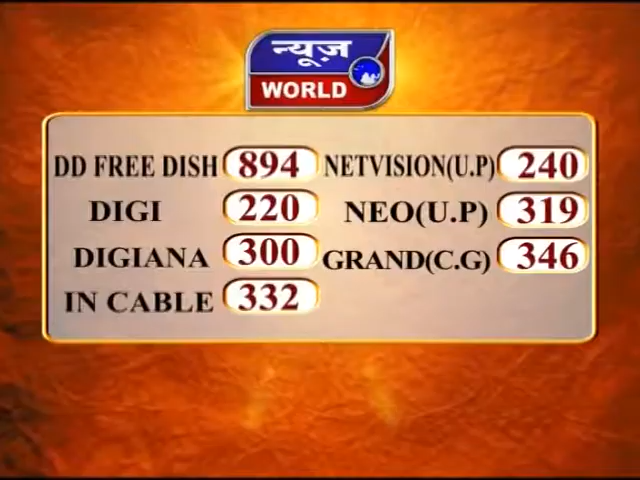 न्यूज़
WORLD
DD FREE DISH 894 NETVISION(U.P) 240
DIGI 220 NEO(U.P) 319
DIGIANA 300 GRAND(C.G) 346
IN CABLE 332